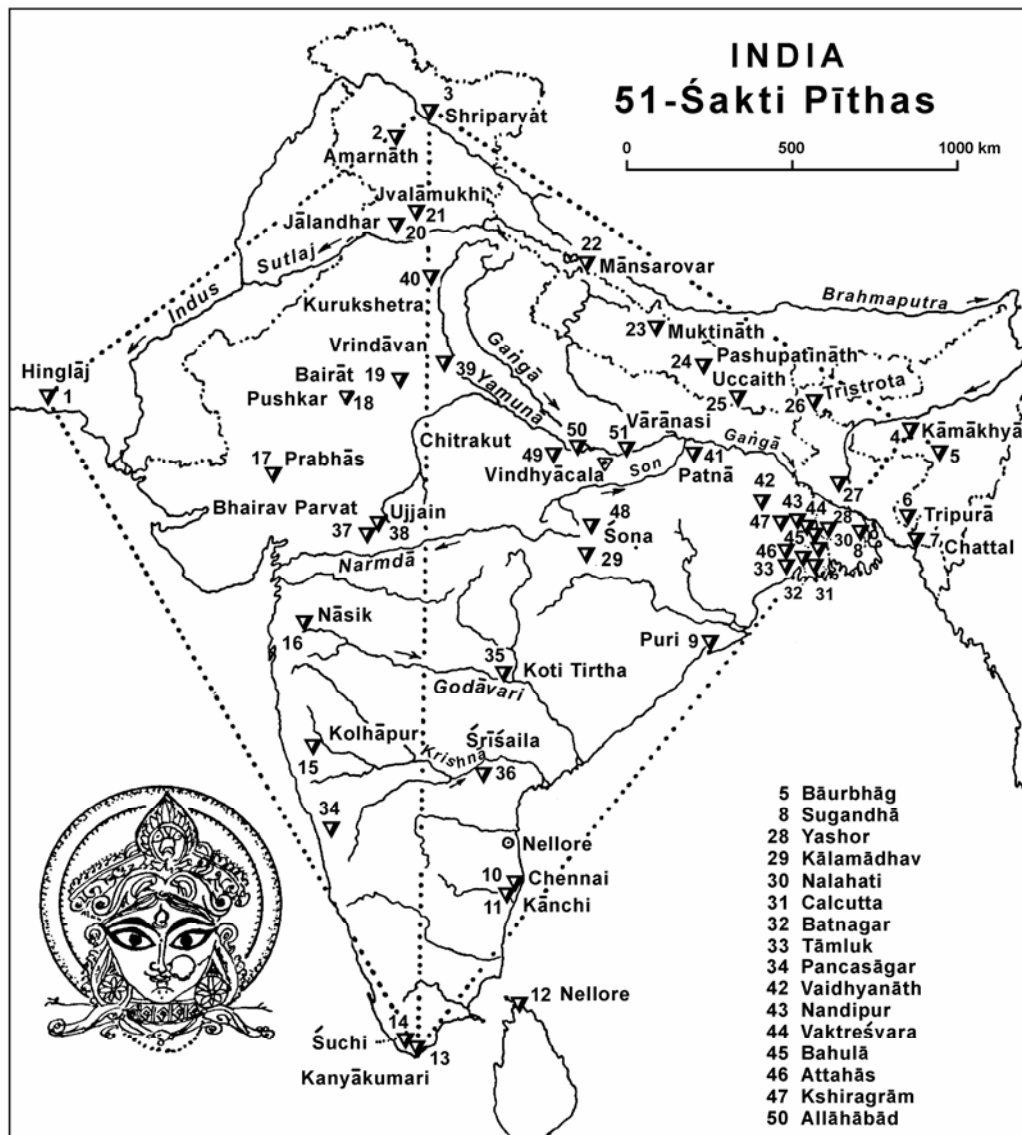 INDIA
51-Śakti Pīthas
0 500 1000 km
3
Shriparvat
2
Amarnāth
Jvalāmukhi
21
Jālandhar
20
Sutlaj
22
Mānsarovar
40
Kurukshetra
Indus
Brahmaputra
23 Muktināth
Vrindāvan
39
24 Pashupatināth
Gaṅgā
Hinglāj
1
Bairāt 19
Uccaith
25
Tristrota
26
Pushkar 18
Yamunā
Vārānasi
51
50
4
Kāmākhyā
5
Chitrakut
49
Gaṅgā
41
Patnā
Vindhyācala
Son
17 Prabhās
42
27
6
Tripurā
7
Chattal
Bhairav Parvat
37
Ujjain
38
48
Śona
29
47
43
44
28
45
30
8
46
33
32
31
Narmdā
Nāsik
16
Puri 9
35
Koti Tirtha
Godāvari
Kolhāpur
15
Krishna
Śrīśaila
36
34
Nellore
10 Chennai
11 Kānchi
12 Nellore
14
Śuchi
13
Kanyākumari
5 Bāurbhāg
8 Sugandhā
28 Yashor
29 Kālamādhav
30 Nalahati
31 Calcutta
32 Batnagar
33 Tāmluk
34 Pancasāgar
42 Vaidhyanāth
43 Nandipur
44 Vaktreśvara
45 Bahulā
46 Attahās
47 Kshiragrām
50 Allāhābād